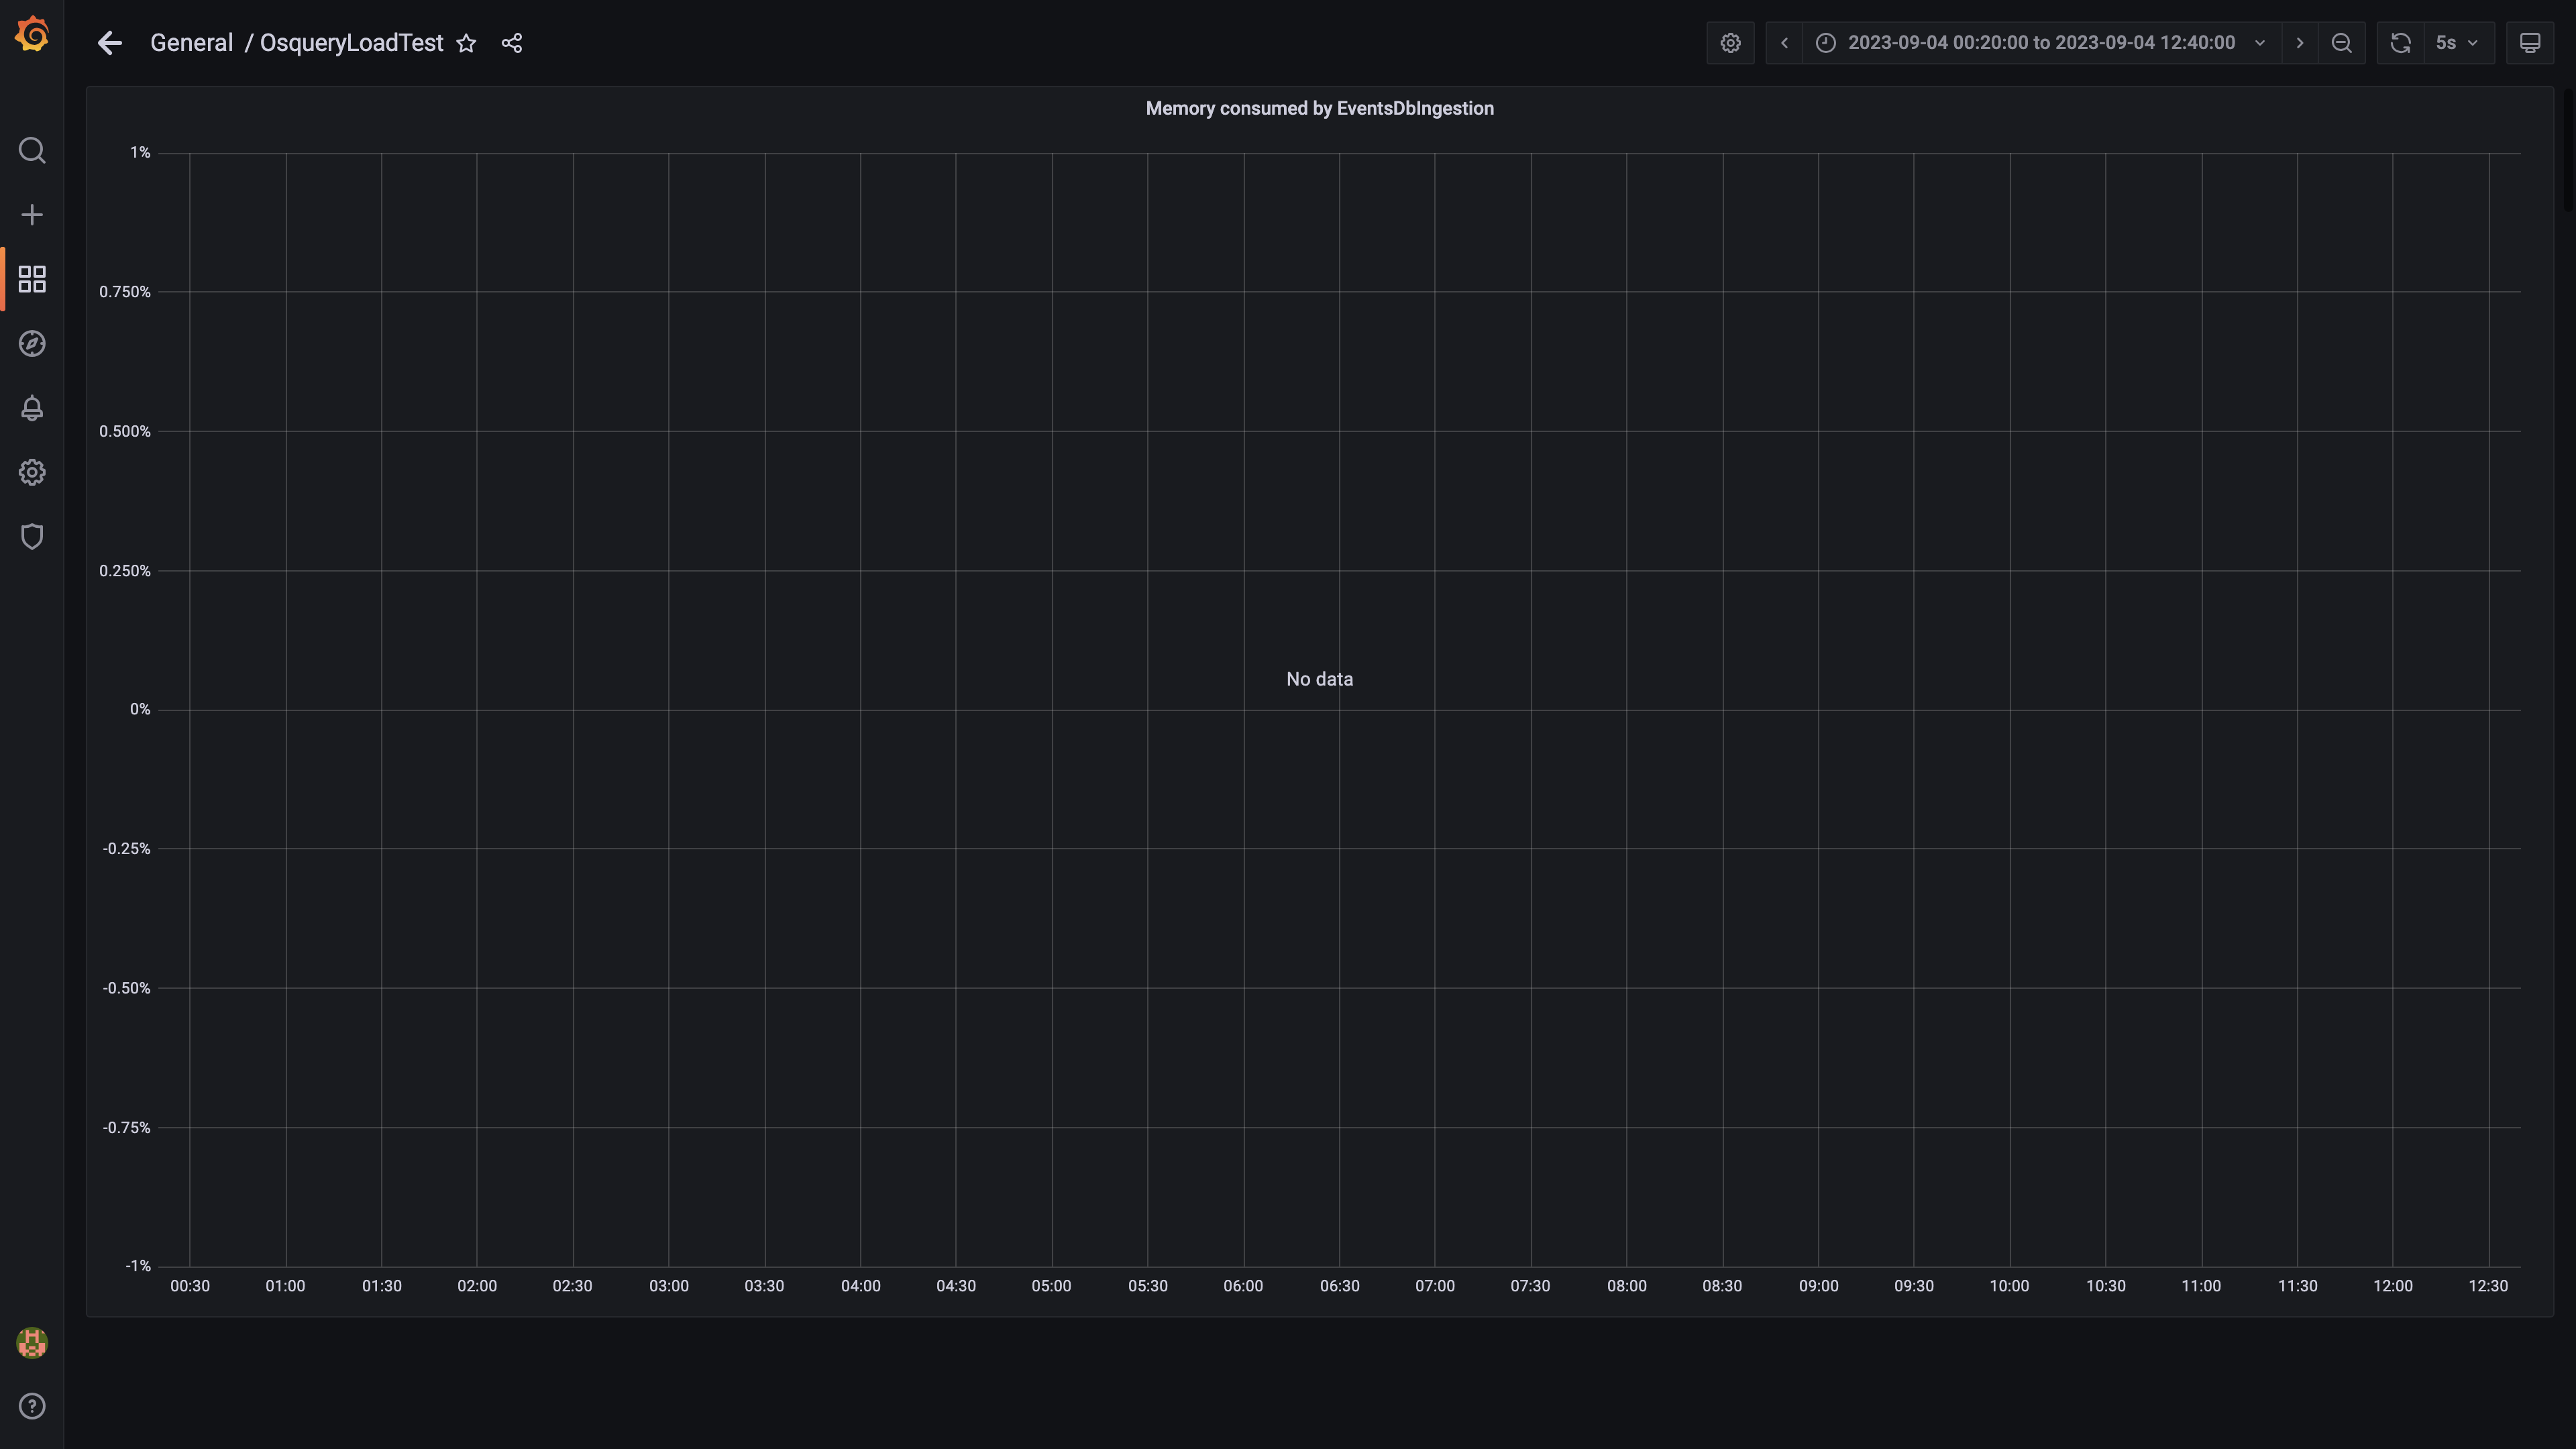 General / OsqueryLoadTest
2023-09-04 00:20:00 to 2023-09-04 12:40:00
5s
Memory consumed by EventsDbIngestion
1%
0.750%
0.500%
0.250%
No data
0%
-0.25%
-0.50%
-0.75%
-1%
00:30 01:00 01:30 02:00 02:30 03:00 03:30 04:00 04:30 05:00 05:30 06:00 06:30 07:00 07:30 08:00 08:30 09:00 09:30 10:00 10:30 11:00 11:30 12:00 12:30